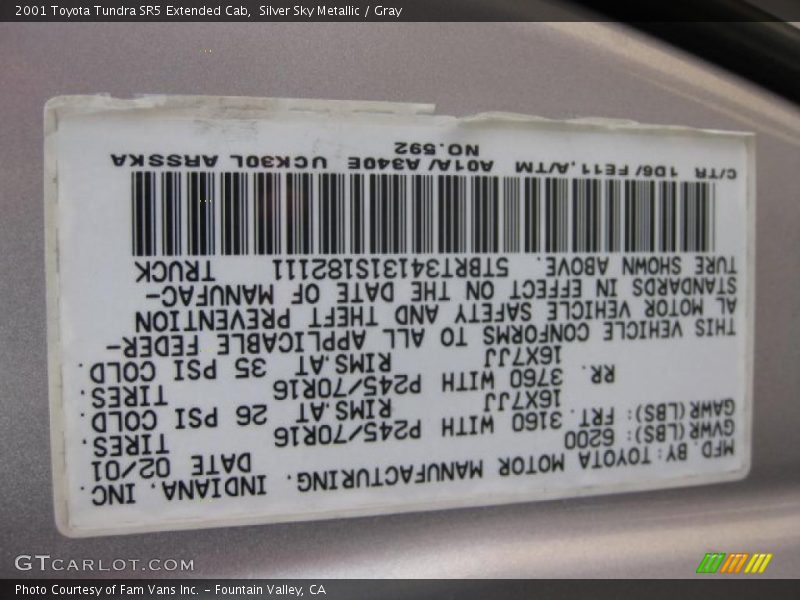 2001 Toyota Tundra SR5 Extended Cab, Silver Sky Metallic / Gray
MFD. BY: TOYOTA MOTOR MANUFACTURING. INDIANA. INC.
GVWR(LBS): 6200 DATE 02/01
GAWR(LBS): FRT. 3160 WITH P245/70R16 TIRES.
16X7JJ RIMS.AT 26 PSI COLD.
RR. 3760 WITH P245/70R16 TIRES.
16X7JJ RIMS.AT 35 PSI COLD.
THIS VEHICLE CONFORMS TO ALL APPLICABLE FEDER-
AL MOTOR VEHICLE SAFETY AND THEFT PREVENTION
STANDARDS IN EFFECT ON THE DATE OF MANUFAC-
TURE SHOWN ABOVE. 5TBRT34131S182111 TRUCK
C/TR 1D6/FE11.A/TM A01A/A340E UCK30L ARSSKA
NO.592
GTCARLOT.COM
Photo Courtesy of Fam Vans Inc. - Fountain Valley, CA